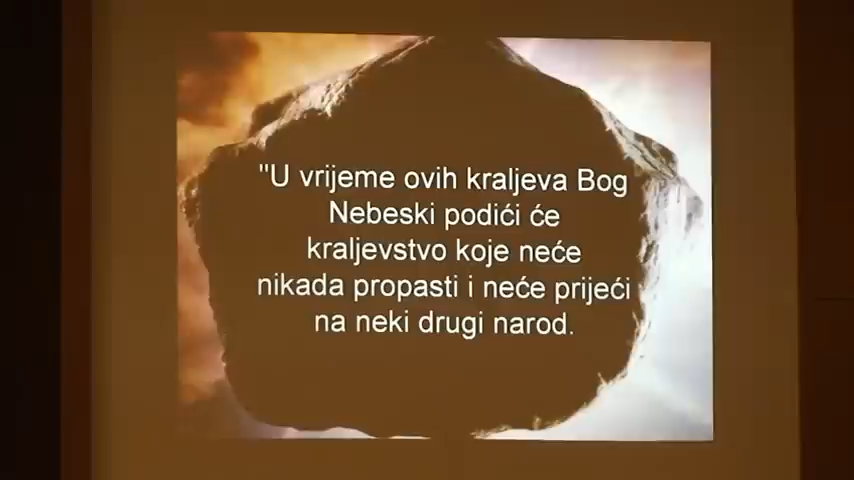 "U vrijeme ovih kraljeva Bog
Nebeski podići će
kraljevstvo koje neće
nikada propasti i neće prijeći
na neki drugi narod.